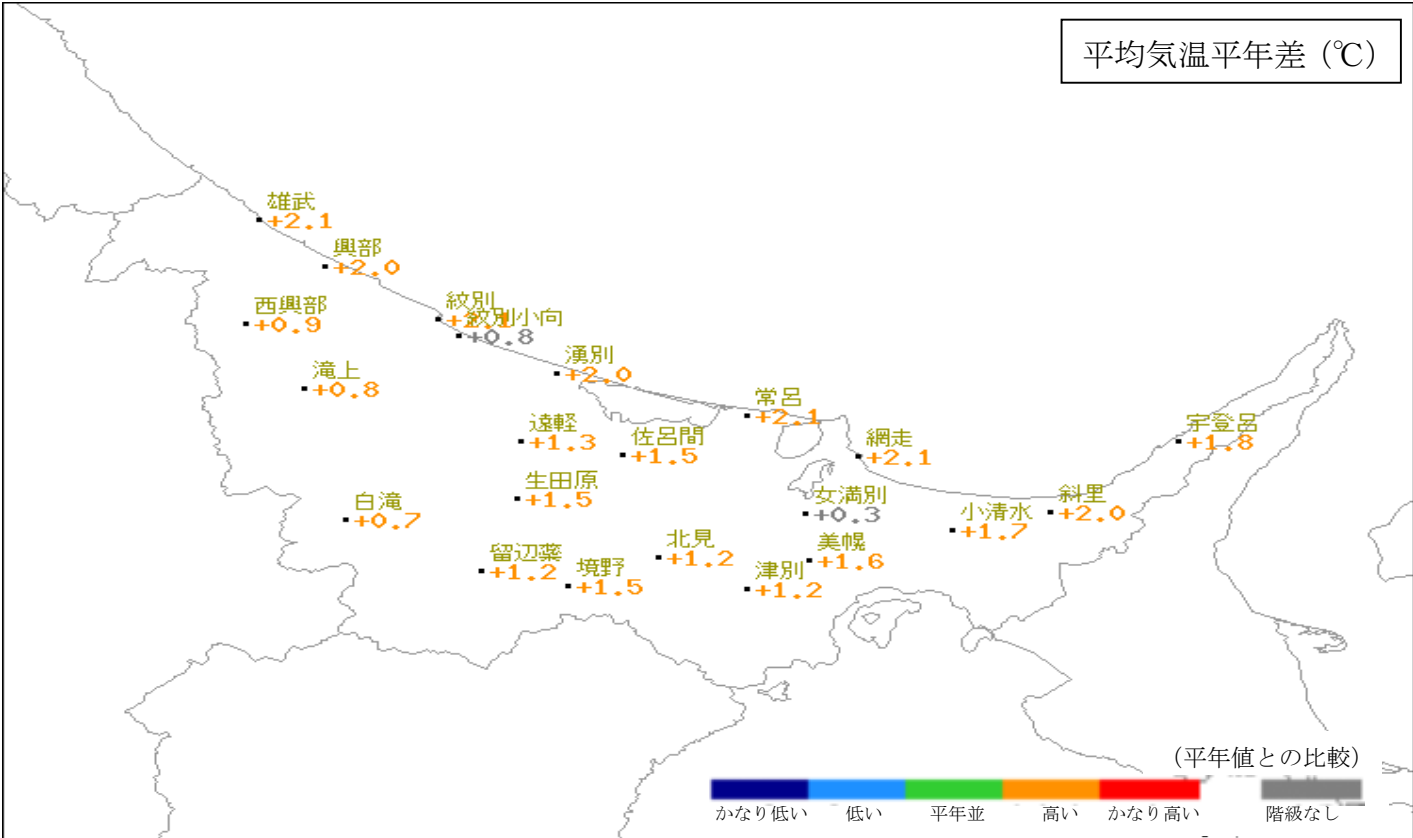 平均気温平年差（℃）
雄武
+2.1
興部
+2.0
西興部
+0.9
紋別
+2.1
紋別小向
+0.8
湧別
+2.0
滝上
+0.8
常呂
+2.1
遠軽
+1.3
佐呂間
+1.5
網走
+2.1
宇登呂
+1.8
生田原
+1.5
白滝
+0.7
女満別
+0.3
小清水
+1.7
斜里
+2.0
留辺蘂
+1.2
境野
+1.5
北見
+1.2
津別
+1.2
美幌
+1.6
（平年値との比較）
かなり低い 低い 平年並 高い かなり高い 階級なし